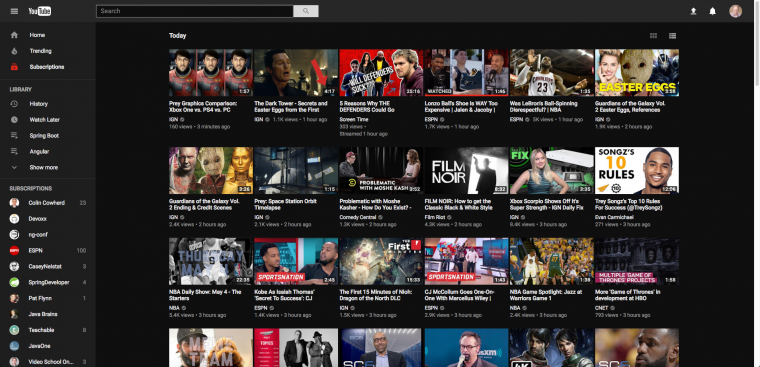 YouTube
Search
Today
Home
Trending
Subscriptions
LIBRARY
History
Watch Later
Spring Boot
Angular
Show more
SUBSCRIPTIONS
Colin Cowherd 23
Devoxx
ng-conf
ESPN 100
CaseyNeistat
SpringDeveloper
Pat Flynn 1
Java Brains
Teachable
JavaOne
Video School On...
1:57
4:17
WILL DEFENDERS SUCK?
25:16
WATCHED
1:45
CLEVELAND 23
EASTER EGGS
Prey Graphics Comparison:
Xbox One vs. PS4 vs. PC
IGN
160 views • 3 minutes ago
The Dark Tower - Secrets and
Easter Eggs from the First
IGN 1.1K views • 1 hour ago
5 Reasons Why THE
DEFENDERS Could Go
Screen Time
303 views •
Streamed 1 hour ago
Lonzo Ball's Shoe Is WAY Too
Expensive | Jalen & Jacoby |
ESPN
1.7K views • 1 hour ago
Was LeBron's Ball-Spinning
Disrespectful? | NBA
ESPN 5K views • 1 hour ago
Guardians of the Galaxy Vol.
2 Easter Eggs, References
IGN
1.9K views • 2 hours ago
3:36
1:15
PROBLEMATIC
WITH MOSHE KASH
3:01
FILM
NOIR
8:32
FIX
SONGZ'S
10
RULES
12:06
Guardians of the Galaxy Vol.
2 Ending & Credit Scenes
IGN
2.4K views • 2 hours ago
Prey: Space Station Orbit
Timelapse
IGN
2.1K views • 2 hours ago
Problematic with Moshe
Kasher - How Do You Exist? -
Comedy Central
1.3K views • 2 hours ago
FILM NOIR: How to get the
Classic Black & White Style
Film Riot
4.3K views • 2 hours ago
Xbox Scorpio Shows Off It's
Super Strength - IGN Daily Fix
IGN
8.4K views • 3 hours ago
Trey Songz's Top 10 Rules
For Success (@TreySongz)
Evan Carmichael
271 views • 3 hours ago
22:35
SPORTSNATION
The First
SPORTSNATION
1:43
MULTIPLE 'GAME OF
THRONES' PROJECTS
1:58
NBA Daily Show: May 4 - The
Starters
NBA
5.4K views • 3 hours ago
Kobe As Isaiah Thomas'
'Secret To Success': CJ
ESPN
1.4K views • 3 hours ago
The First 15 Minutes of Nioh:
Dragon of the North DLC
IGN
1.5K views • 3 hours ago
CJ McCollum Goes One-On-
One With Marcellus Wiley |
ESPN
2.9K views • 3 hours ago
NBA Game Spotlight: Jazz at
Warriors Game 1
NBA
2.4K views • 3 hours ago
More 'Game of Thrones' in
development at HBO
CNET
793 views • 3 hours ago
TOPICS